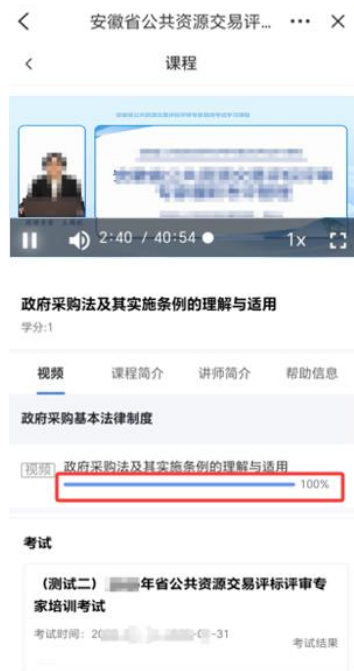 安徽省公共资源交易评...
课程
2:40 / 40:54
1x
政府采购法及其实施条例的理解与适用
学分:1
视频 课程简介 讲师简介 帮助信息
政府采购基本法律制度
视频 政府采购法及其实施条例的理解与适用
100%
考试
（测试二） 年省公共资源交易评标评审专
家培训考试
考试时间: 20 -31
考试结果